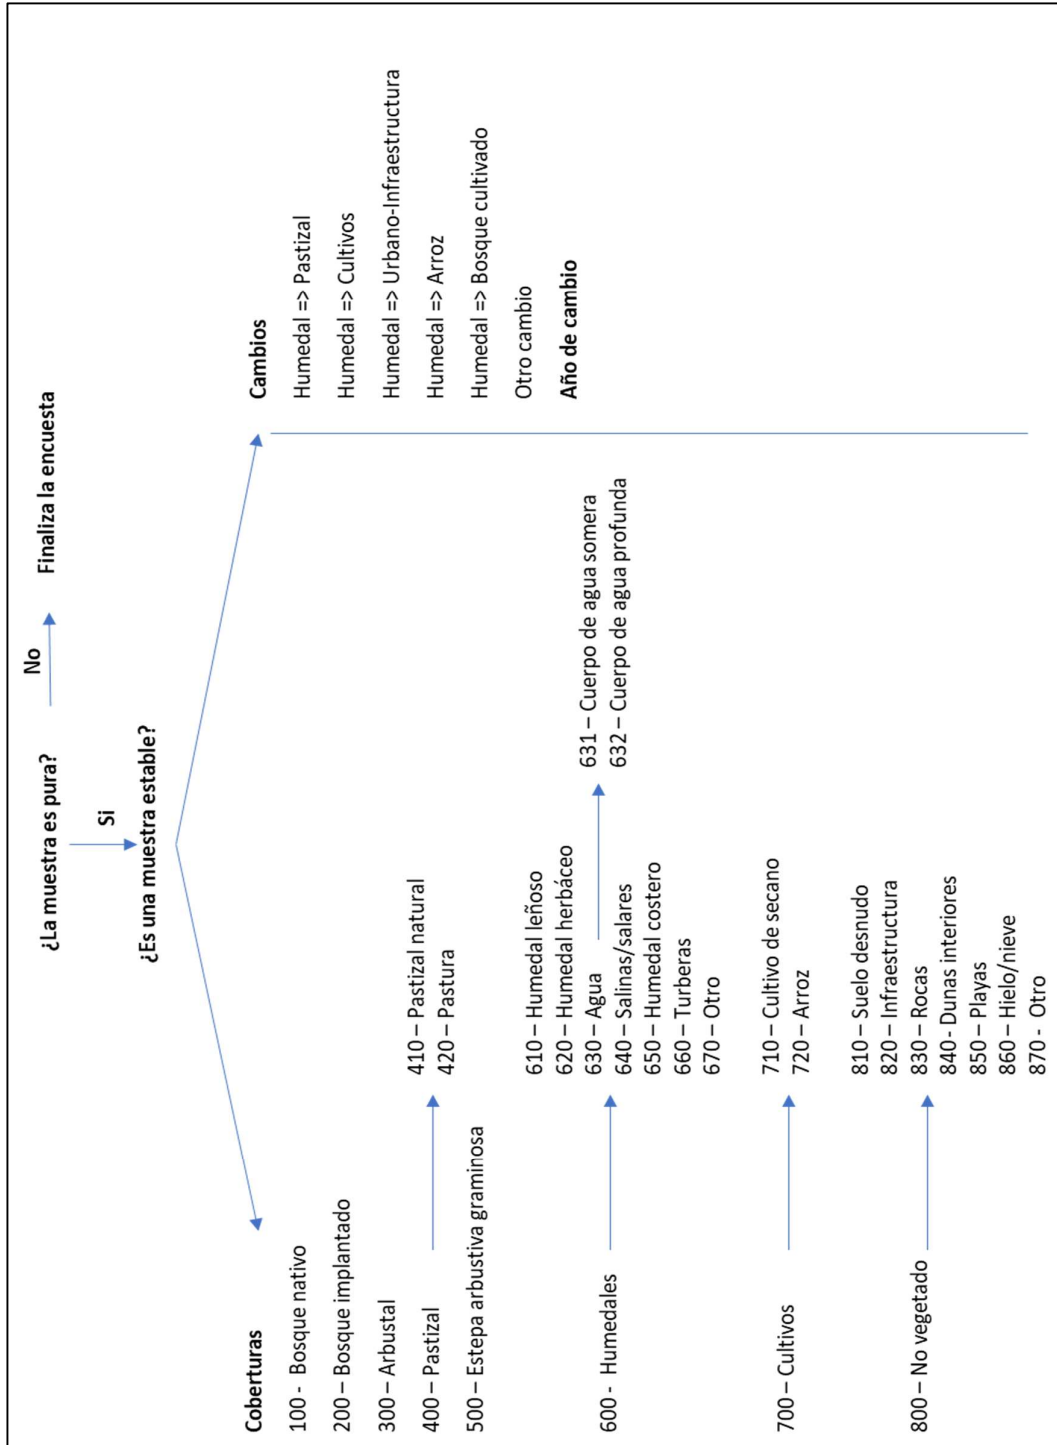 ¿La muestra es pura?
No
Finaliza la encuesta
Si
¿Es una muestra estable?
Coberturas
100 - Bosque nativo
200 – Bosque implantado
300 – Arbustal
400 – Pastizal
410 – Pastizal natural
420 – Pastura
500 – Estepa arbustiva graminosa
600 - Humedales
610 – Humedal leñoso
620 – Humedal herbáceo
630 – Agua
640 – Salinas/salares
650 – Humedal costero
660 – Turberas
670 – Otro
631 – Cuerpo de agua somera
632 – Cuerpo de agua profunda
700 – Cultivos
710 – Cultivo de secano
720 – Arroz
800 – No vegetado
810 – Suelo desnudo
820 – Infraestructura
830 – Rocas
840 - Dunas interiores
850 – Playas
860 – Hielo/nieve
870 - Otro
Cambios
Humedal => Pastizal
Humedal => Cultivos
Humedal => Urbano-Infraestructura
Humedal => Arroz
Humedal => Bosque cultivado
Otro cambio
Año de cambio